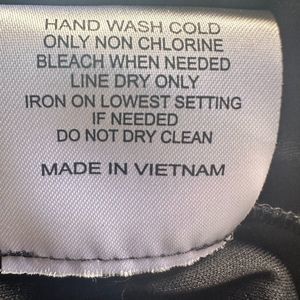 HAND WASH COLD
ONLY NON CHLORINE
BLEACH WHEN NEEDED
LINE DRY ONLY
IRON ON LOWEST SETTING
IF NEEDED
DO NOT DRY CLEAN
MADE IN VIETNAM